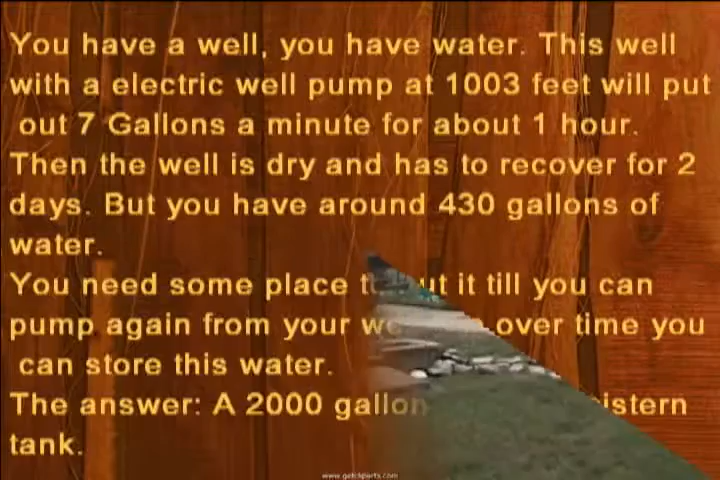 You have a well, you have water. This well
with a electric well pump at 1003 feet will put
out 7 Gallons a minute for about 1 hour.
Then the well is dry and has to recover for 2
days. But you have around 430 gallons of
water.
You need some place ut it till you can
pump again from your over time you
can store this water.
The answer: A 2000 gallon istern
tank.
www.getckparts.com